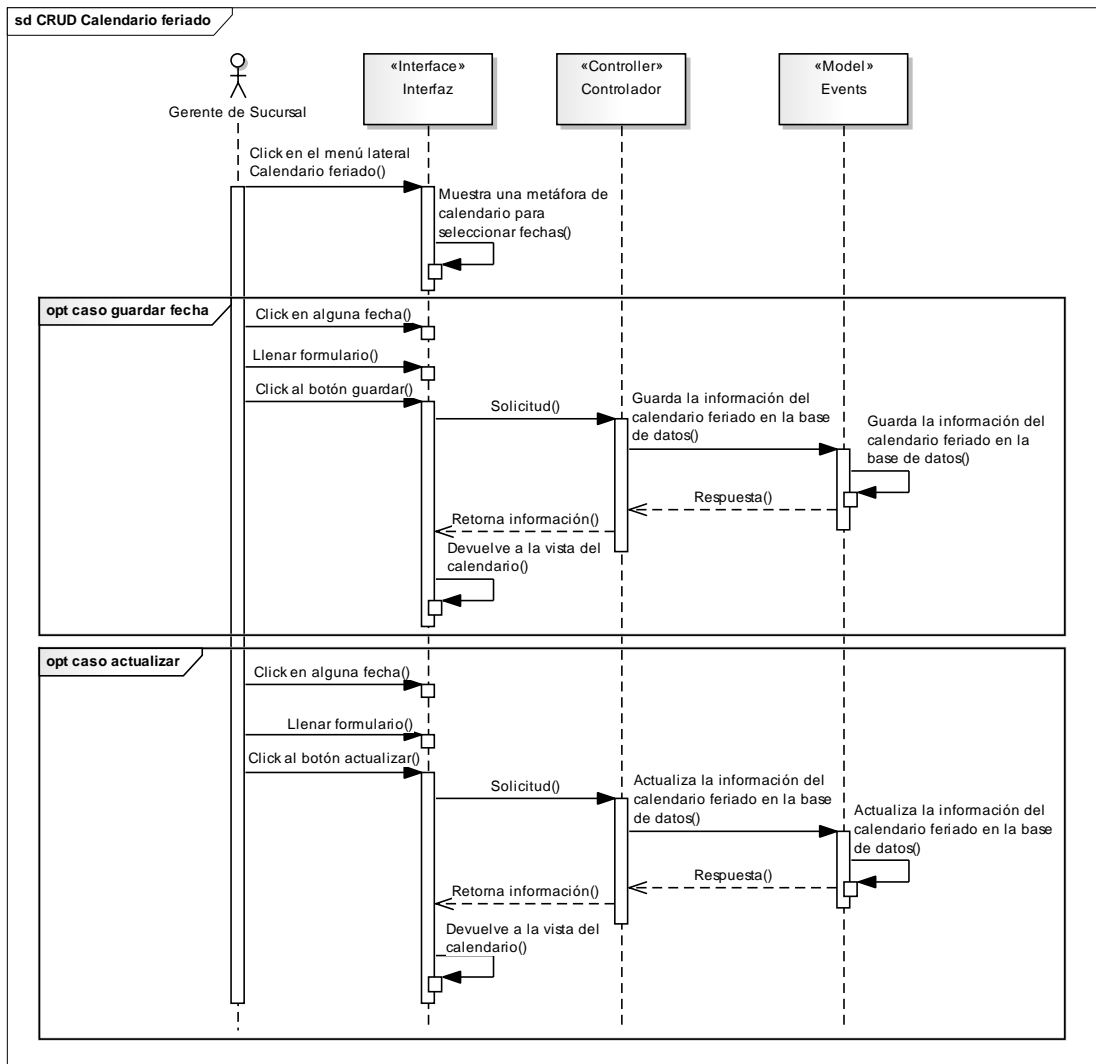 sd CRUD Calendario feriado
Gerente de Sucursal
«Interface»
Interfaz
«Controller»
Controlador
«Model»
Events
Click en el menú lateral
Calendario feriado()
Muestra una metáfora de
calendario para
seleccionar fechas()
opt caso guardar fecha
Click en alguna fecha()
Llenar formulario()
Click al botón guardar()
Solicitud()
Guarda la información del
calendario feriado en la base
de datos()
Guarda la información del
calendario feriado en la
base de datos()
Respuesta()
Retorna información()
Devuelve a la vista del
calendario()
opt caso actualizar
Click en alguna fecha()
Llenar formulario()
Click al botón actualizar()
Solicitud()
Actualiza la información del
calendario feriado en la base
de datos()
Actualiza la información del
calendario feriado en la base
de datos()
Respuesta()
Retorna información()
Devuelve a la vista del
calendario()